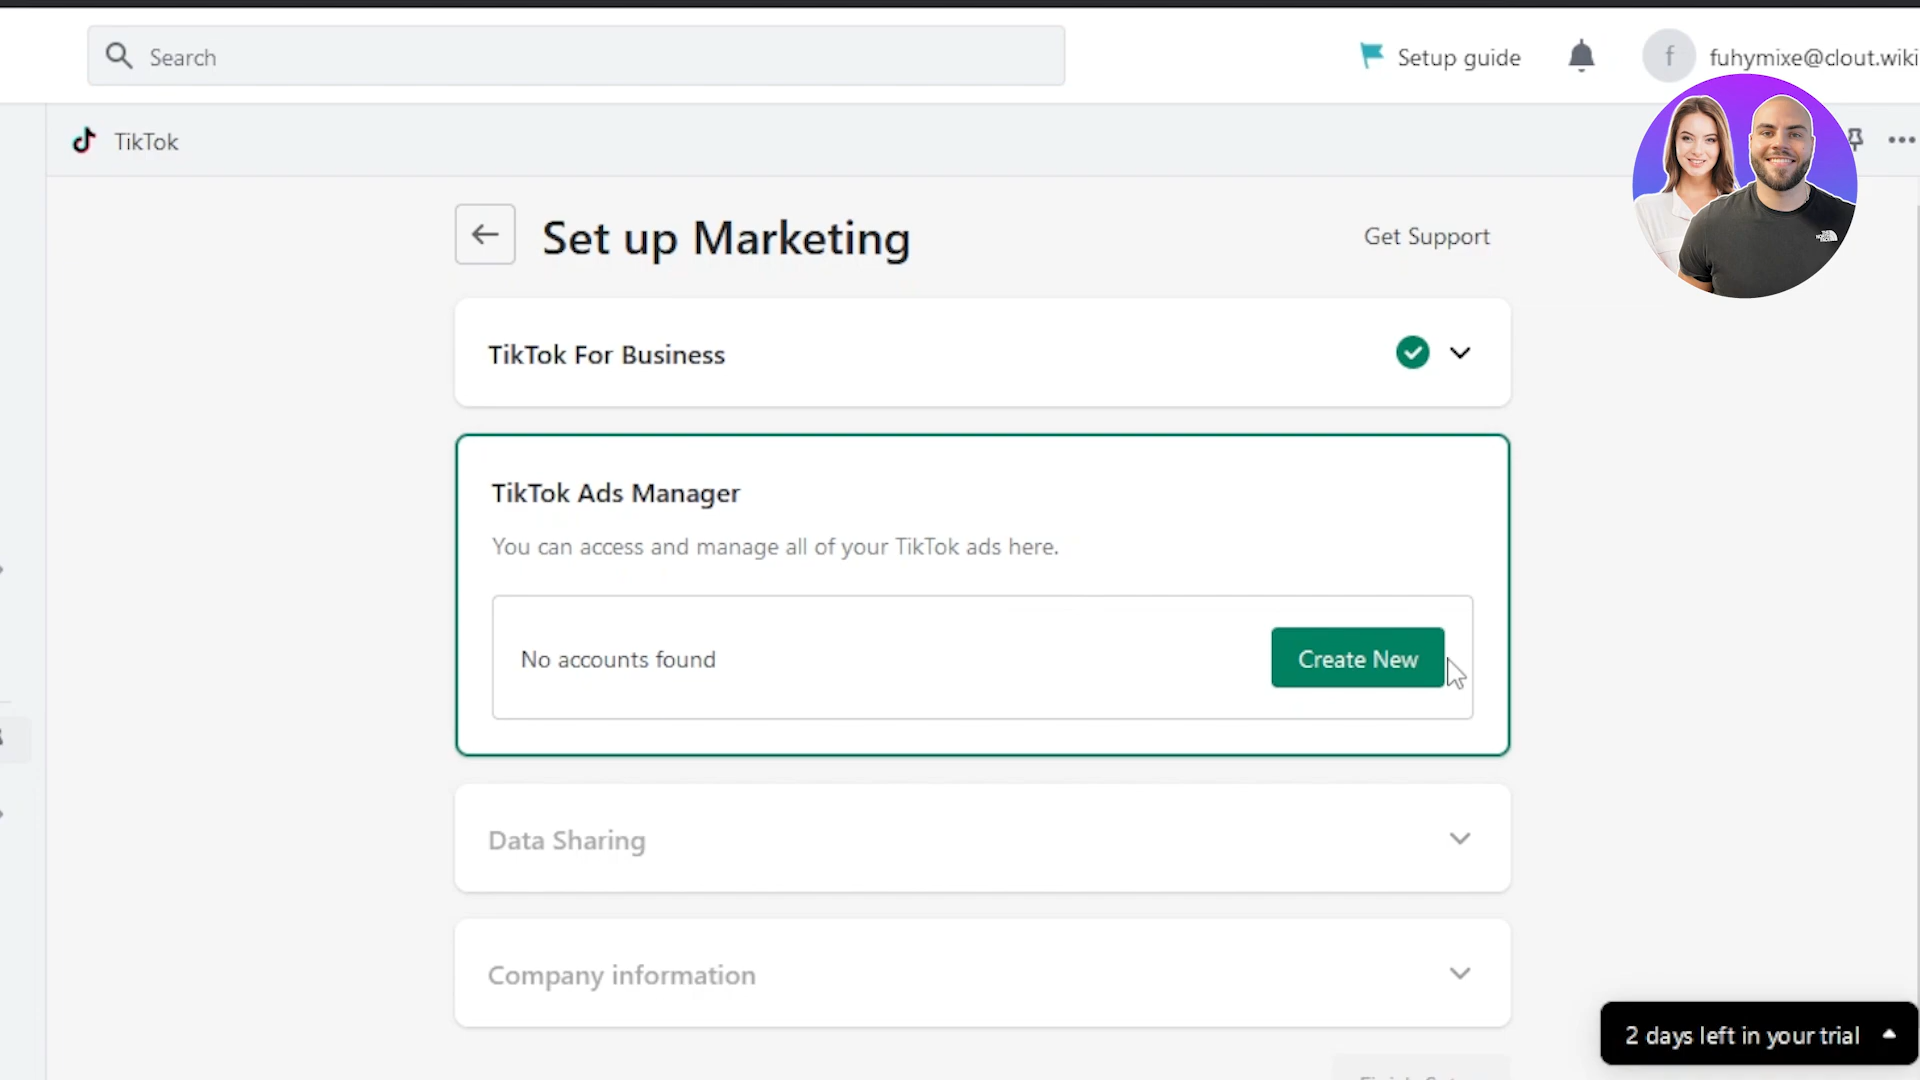 Search
Setup guide
f
fuhymixe@clout.wiki
TikTok
Set up Marketing
Get Support
TikTok For Business
TikTok Ads Manager
You can access and manage all of your TikTok ads here.
No accounts found
Create New
Data Sharing
Company information
2 days left in your trial